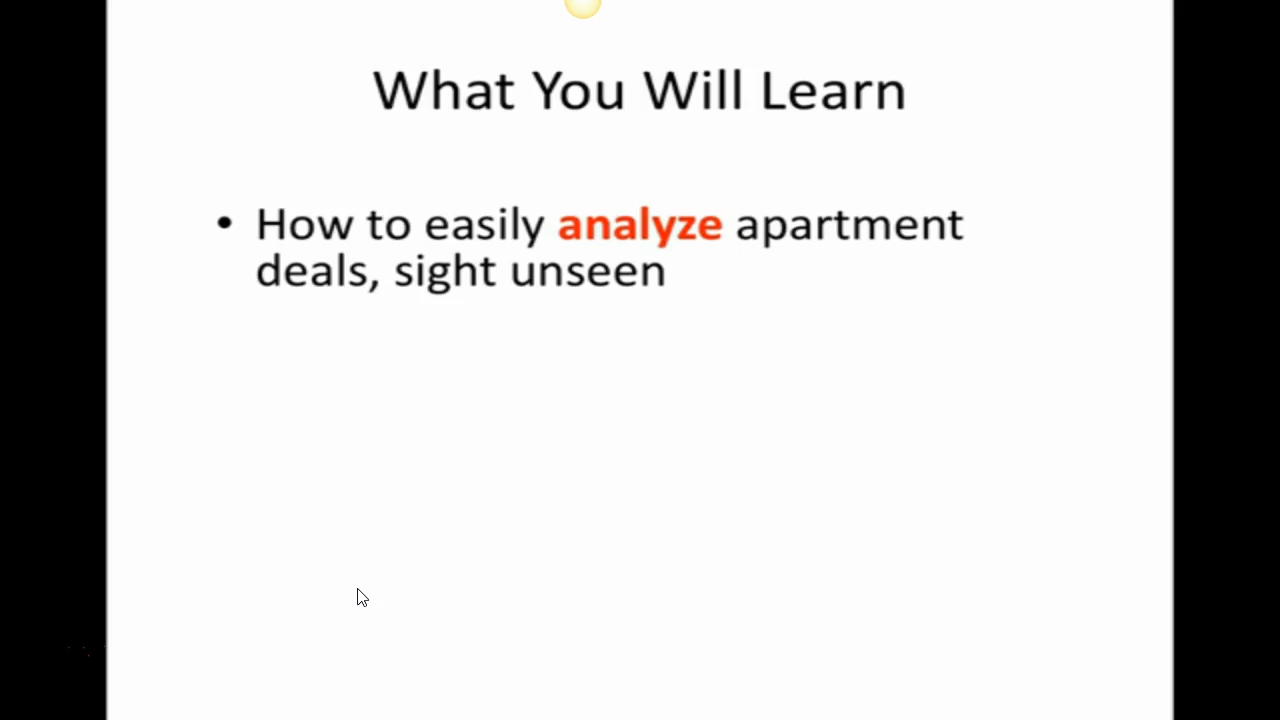 What You Will Learn
• How to easily analyze apartment
deals, sight unseen